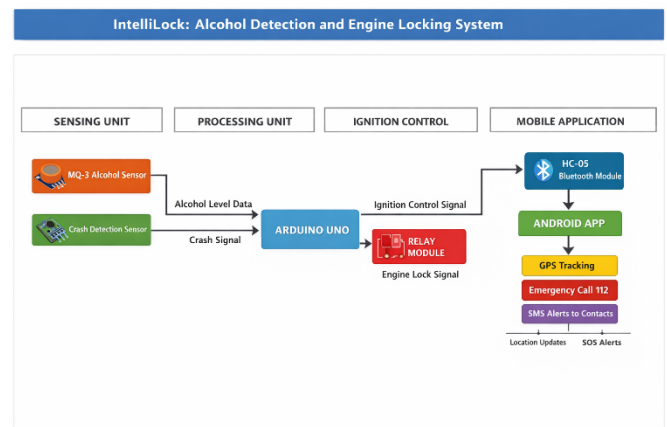 IntelliLock: Alcohol Detection and Engine Locking System
SENSING UNIT
PROCESSING UNIT
IGNITION CONTROL
MOBILE APPLICATION
MQ-3 Alcohol Sensor
HC-05
Bluetooth Module
Alcohol Level Data
Ignition Control Signal
Crash Detection Sensor
Crash Signal
ARDUINO UNO
ANDROID APP
RELAY
MODULE
Engine Lock Signal
GPS Tracking
Emergency Call 112
SMS Alerts to Contacts
Location Updates
SOS Alerts